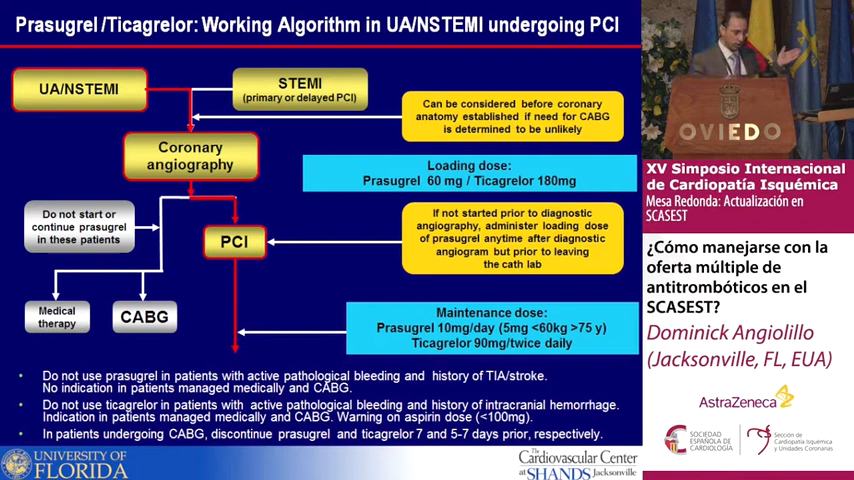 Prasugrel /Ticagrelor: Working Algorithm in UA/NSTEMI undergoing PCI
UA/NSTEMI
STEMI
(primary or delayed PCI)
Can be considered before coronary
anatomy established if need for CABG
is determined to be unlikely
Coronary
angiography
Loading dose:
Prasugrel 60 mg / Ticagrelor 180mg
Do not start or
continue prasugrel
in these patients
PCI
If not started prior to diagnostic
angiography, administer loading dose
of prasugrel anytime after diagnostic
angiogram but prior to leaving
the cath lab
Medical
therapy
CABG
Maintenance dose:
Prasugrel 10mg/day (5mg <60kg >75 y)
Ticagrelor 90mg/twice daily
• Do not use prasugrel in patients with active pathological bleeding and history of TIA/stroke.
No indication in patients managed medically and CABG.
• Do not use ticagrelor in patients with active pathological bleeding and history of intracranial hemorrhage.
Indication in patients managed medically and CABG. Warning on aspirin dose (<100mg).
• In patients undergoing CABG, discontinue prasugrel and ticagrelor 7 and 5-7 days prior, respectively.
UNIVERSITY of
FLORIDA
The
Cardiovascular Center
at SHANDS Jacksonville
OVIEDO
XV Simposio Internacional
de Cardiopatía Isquémica
Mesa Redonda: Actualización en
SCASEST
¿Cómo manejarse con la
oferta múltiple de
antitrombóticos en el
SCASEST?
Dominick Angiolillo
(Jacksonville, FL, EUA)
AstraZeneca
SOCIEDAD
ESPAÑOLA DE
CARDIOLOGÍA
Sección de
Cardiopatía Isquémica
y Unidades Coronarias